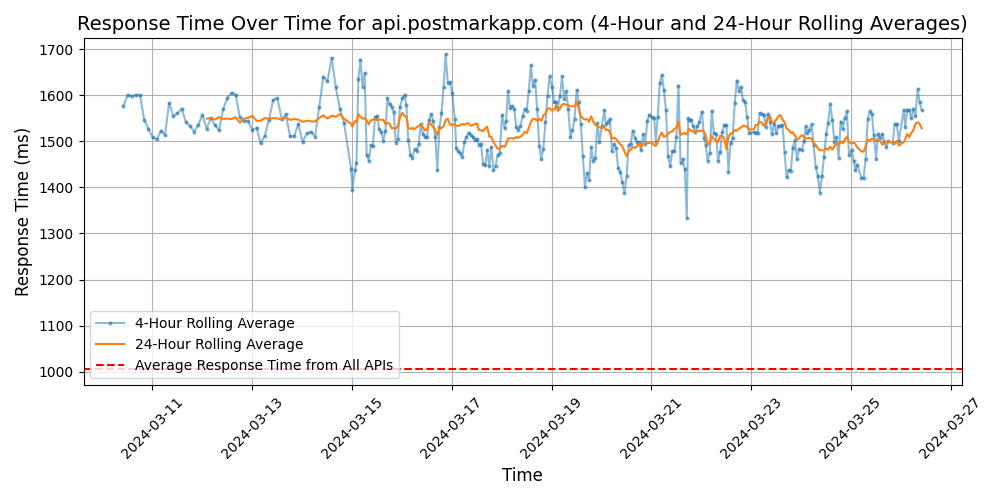 Response Time Over Time for api.postmarkapp.com (4-Hour and 24-Hour Rolling Averages)
Response Time (ms)
1700
1600
1500
1400
1300
1200
1100
1000
4-Hour Rolling Average
24-Hour Rolling Average
Average Response Time from All APIs
2024-03-11
2024-03-13
2024-03-15
2024-03-17
2024-03-19
2024-03-21
2024-03-23
2024-03-25
2024-03-27
Time